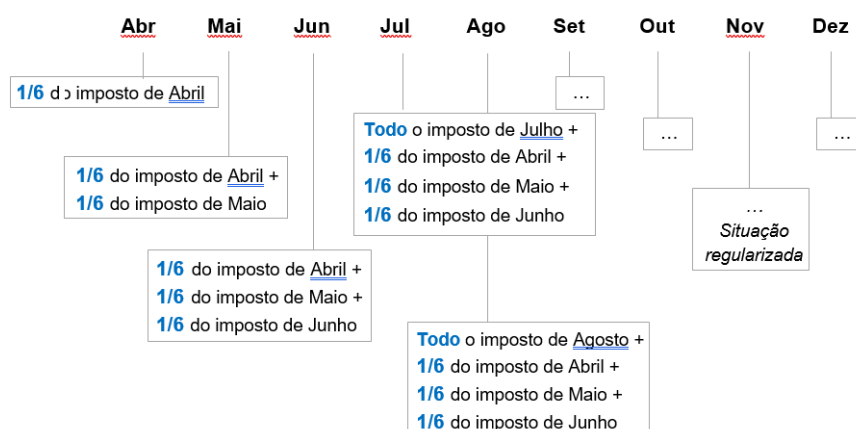 Abr Mai Jun Jul Ago Set Out Nov Dez
1/6 do imposto de Abril
...
Todo o imposto de Julho +
1/6 do imposto de Abril +
1/6 do imposto de Maio +
1/6 do imposto de Junho
...
...
1/6 do imposto de Abril +
1/6 do imposto de Maio
...
Situação
regularizada
1/6 do imposto de Abril +
1/6 do imposto de Maio +
1/6 do imposto de Junho
Todo o imposto de Agosto +
1/6 do imposto de Abril +
1/6 do imposto de Maio +
1/6 do imposto de Junho